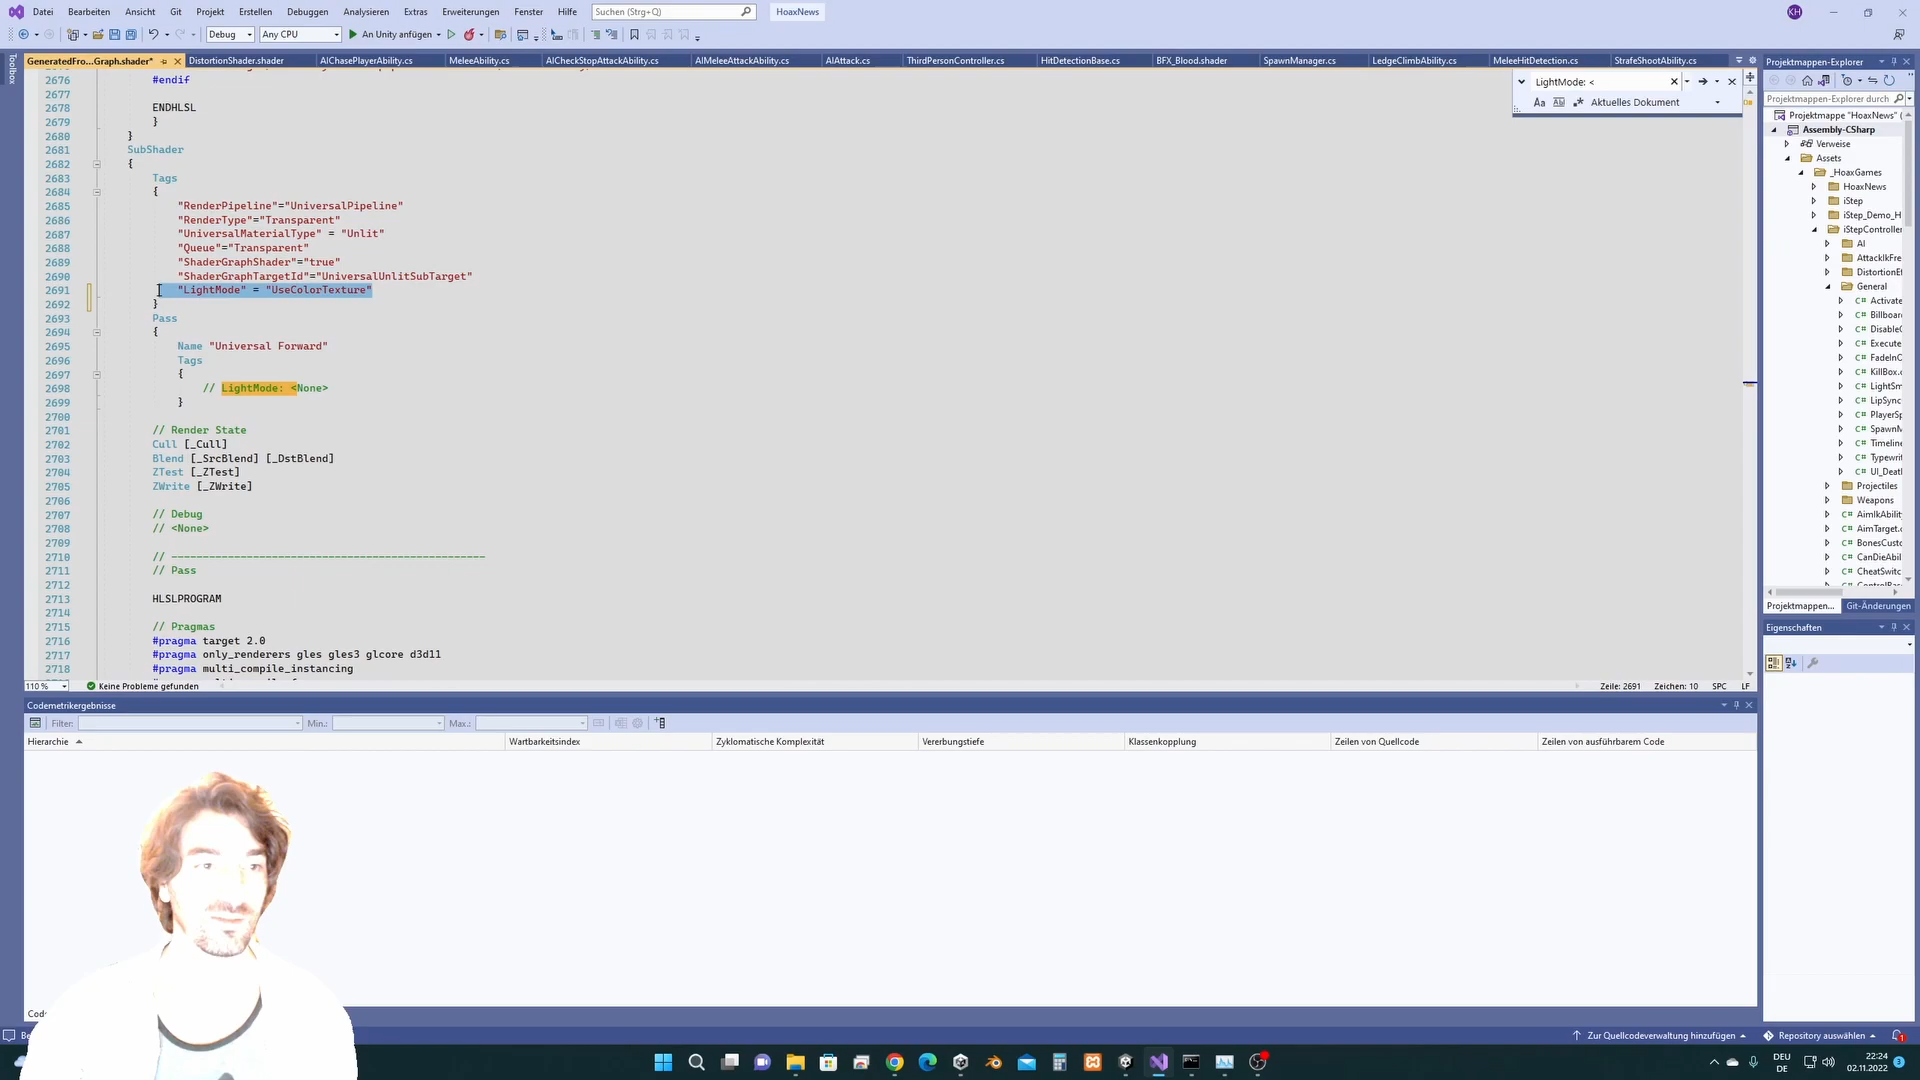 Datei Bearbeiten Ansicht Git Projekt Erstellen Debuggen Analysieren Extras Erweiterungen Fenster Hilfe Suchen (Strg+Q) HoaxNews KH
Debug Any CPU An Unity anfügen
GeneratedFro...Graph.shader* DistortionShader.shader AIChasePlayerAbility.cs MeleeAbility.cs AICheckStopAttackAbility.cs AIMeleeAttackAbility.cs AIAttack.cs ThirdPersonController.cs HitDetectionBase.cs BFX_Blood.shader SpawnManager.cs LedgeClimbAbility.cs MeleeHitDetection.cs StrafeShootAbility.cs
Toolbox
LightMode: <
Aktuelles Dokument
2676 #endif
2677
2678 ENDHLSL
2679 }
2680 }
2681 SubShader
2682 {
2683 Tags
2684 {
2685 "RenderPipeline"="UniversalPipeline"
2686 "RenderType"="Transparent"
2687 "UniversalMaterialType" = "Unlit"
2688 "Queue"="Transparent"
2689 "ShaderGraphShader"="true"
2690 "ShaderGraphTargetId"="UniversalUnlitSubTarget"
2691 "LightMode" = "UseColorTexture"
2692 }
2693 Pass
2694 {
2695 Name "Universal Forward"
2696 Tags
2697 {
2698 // LightMode: <None>
2699 }
2700
2701 // Render State
2702 Cull [_Cull]
2703 Blend [_SrcBlend] [_DstBlend]
2704 ZTest [_ZTest]
2705 ZWrite [_ZWrite]
2706
2707 // Debug
2708 // <None>
2709
2710 // --------------------------------------------------
2711 // Pass
2712
2713 HLSLPROGRAM
2714
2715 // Pragmas
2716 #pragma target 2.0
2717 #pragma only_renderers gles gles3 glcore d3d11
2718 #pragma multi_compile_instancing
110 % Keine Probleme gefunden Zeile: 2691 Zeichen: 10 SPC LF
Codemetrikergebnisse
Filter: Min.: Max.:
Hierarchie Wartbarkeitsindex Zyklomatische Komplexität Vererbungstiefe Klassenkopplung Zeilen von Quellcode Zeilen von ausführbarem Code
Projektmappen-Explorer
Projektmappen-Explorer durch
Projektmappe "HoaxNews" (
Assembly-CSharp
Verweise
Assets
_HoaxGames
HoaxNews
iStep
iStep_Demo_H
iStepController
AI
AttackIkFre
DistortionEf
General
C# Activate
C# Billboar
C# DisableC
C# Execute
C# FadeInC
C# KillBox.c
C# LightSm
C# LipSync
C# PlayerSp
C# SpawnM
C# Timeline
C# Typewrit
C# UI_Deat
Projectiles
Weapons
C# AimIkAbility
C# AimTarget.c
C# BonesCusto
C# CanDieAbil
C# CheatSwitc
Projektmappen... Git-Änderungen
Eigenschaften
Zur Quellcodeverwaltung hinzufügen Repository auswählen 1
DEU
DE
22:24
02.11.2022
3